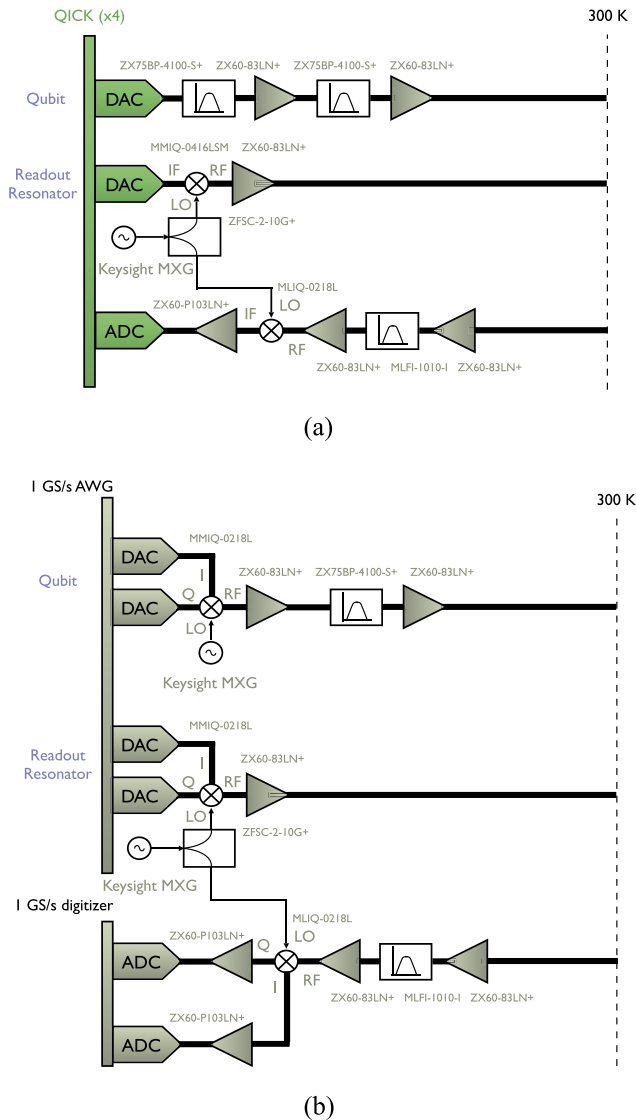 QICK (x4)
300 K
ZX75BP-4100-S+ ZX60-83LN+ ZX75BP-4100-S+ ZX60-83LN+
Qubit
DAC
MMIQ-0416LSM ZX60-83LN+
Readout
Resonator
DAC
IF
RF
LO
ZFSC-2-10G+
Keysight MXG
MLIQ-0218L
ZX60-P103LN+
LO
IF
ADC
RF
ZX60-83LN+ MLFI-1010-I ZX60-83LN+
(a)
1 GS/s AWG
300 K
MMIQ-0218L
DAC
I
Qubit
ZX60-83LN+ ZX75BP-4100-S+ ZX60-83LN+
DAC
Q
RF
LO
Keysight MXG
MMIQ-0218L
DAC
I
Readout
Resonator
ZX60-83LN+
DAC
Q
RF
LO
ZFSC-2-10G+
Keysight MXG
1 GS/s digitizer
MLIQ-0218L
ZX60-P103LN+
Q
LO
ADC
I
RF
ZX60-83LN+ MLFI-1010-I ZX60-83LN+
ZX60-P103LN+
ADC
(b)